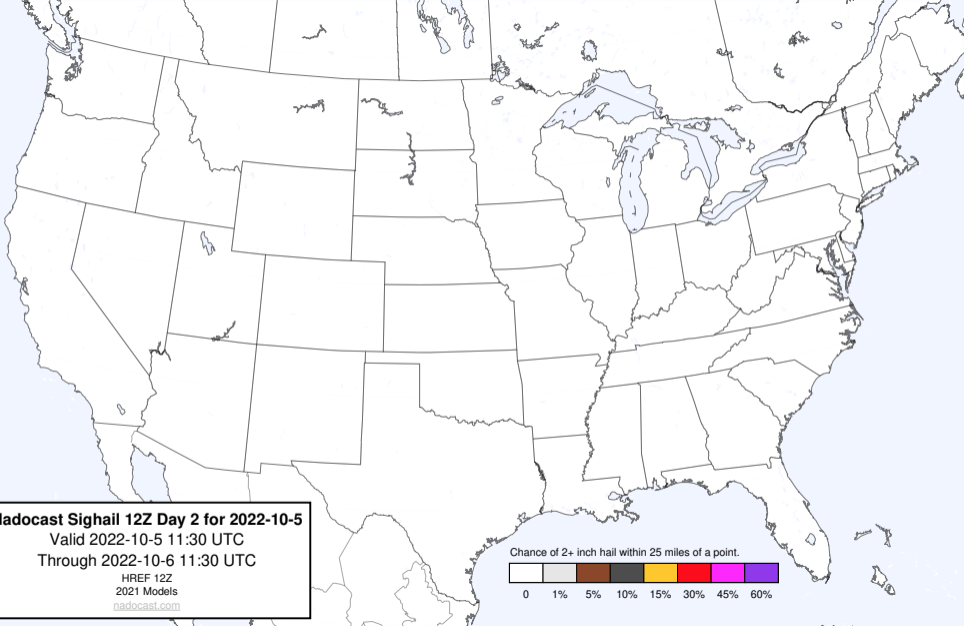 adocast Sighail 12Z Day 2 for 2022-10-5
Valid 2022-10-5 11:30 UTC
Through 2022-10-6 11:30 UTC
HREF 12Z
2021 Models
nadocast.com
Chance of 2+ inch hail within 25 miles of a point.
0 1% 5% 10% 15% 30% 45% 60%